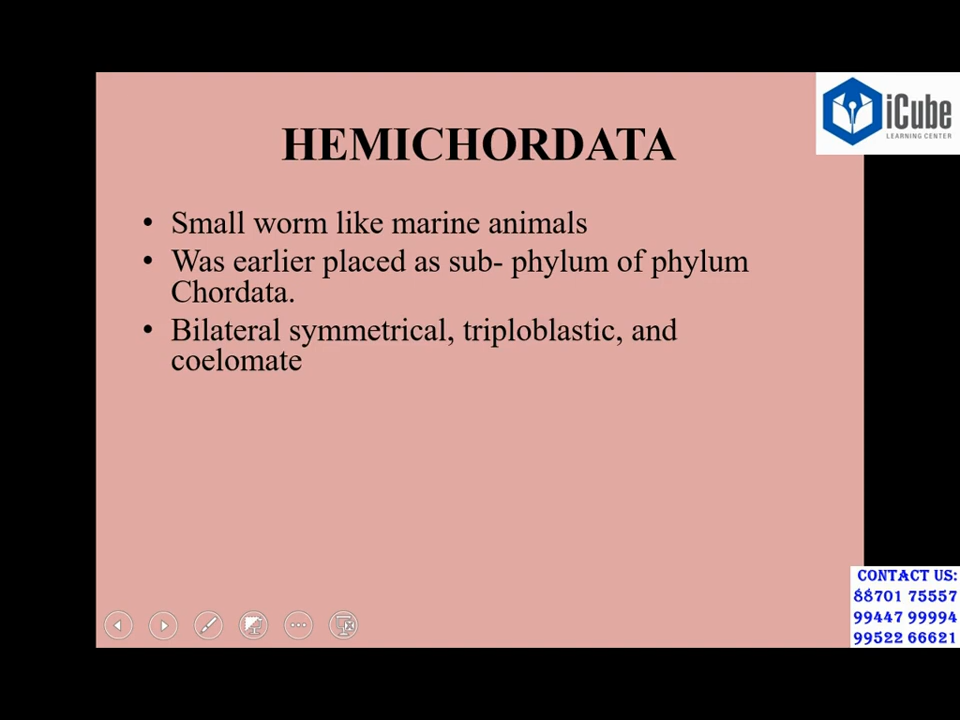 iCube
LEARNING CENTER
HEMICHORDATA
• Small worm like marine animals
• Was earlier placed as sub- phylum of phylum
Chordata.
• Bilateral symmetrical, triploblastic, and
coelomate
CONTACT US:
88701 75557
99447 99994
99522 66621